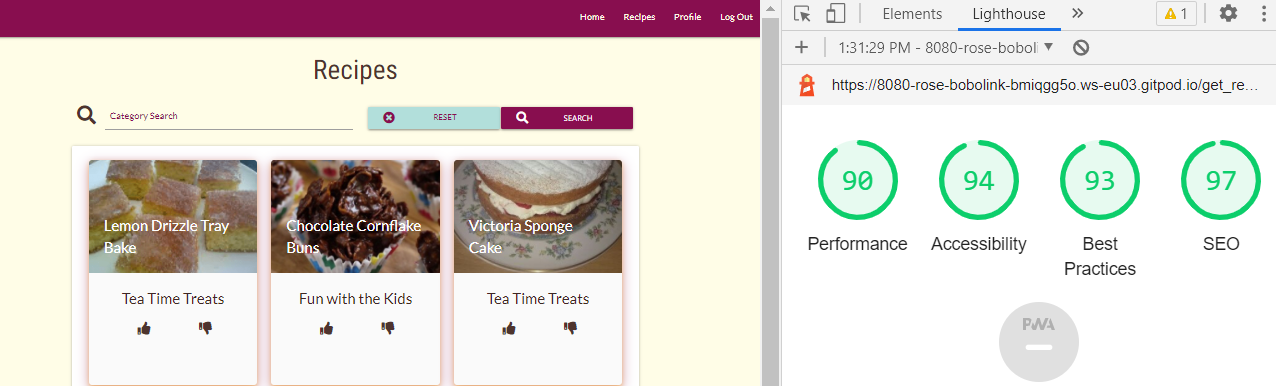 Home Recipes Profile Log Out
Recipes
Category Search
RESET
SEARCH
Lemon Drizzle Tray
Bake
Chocolate Cornflake
Buns
Victoria Sponge
Cake
Tea Time Treats
Fun with the Kids
Tea Time Treats
Elements Lighthouse 1
1:31:29 PM - 8080-rose-boboli
https://8080-rose-bobolink-bmiqgg5o.ws-eu03.gitpod.io/get_re...
90
94
93
97
Performance
Accessibility
Best
Practices
SEO
PWA